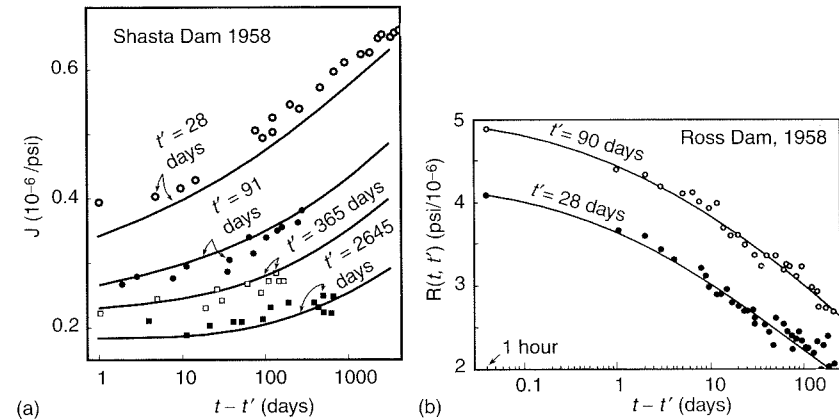 Shasta Dam 1958
0.6
0.4
0.2
J (10⁻⁶/psi)
t′ = 28
days
t′ = 91
days
t′ = 365 days
t′ = 2645
days
1
10
100
1000
t – t′ (days)
(a)
Ross Dam, 1958
5
4
3
2
R(t, t′) (psi/10⁻⁶)
t′ = 90 days
t′ = 28 days
1 hour
0.1
1
10
100
t – t′ (days)
(b)